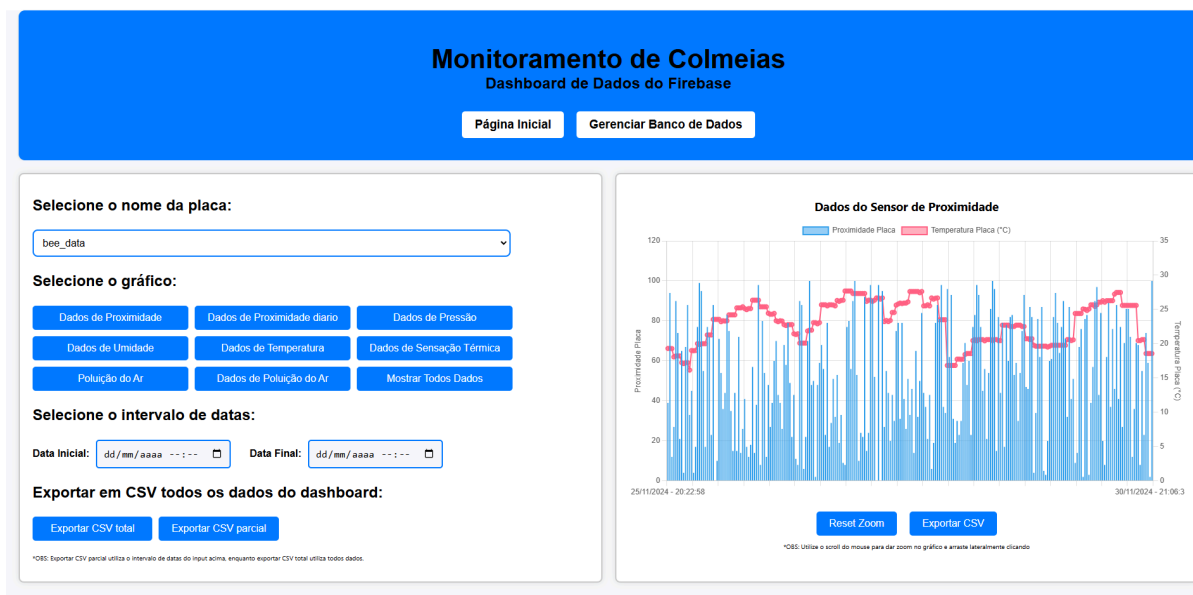 Monitoramento de Colmeias
Dashboard de Dados do Firebase
Página Inicial
Gerenciar Banco de Dados
Selecione o nome da placa:
bee_data
Selecione o gráfico:
Dados de Proximidade
Dados de Proximidade diario
Dados de Pressão
Dados de Umidade
Dados de Temperatura
Dados de Sensação Térmica
Poluição do Ar
Dados de Poluição do Ar
Mostrar Todos Dados
Selecione o intervalo de datas:
Data Inicial: dd/mm/aaaa --:--
Data Final: dd/mm/aaaa --:--
Exportar em CSV todos os dados do dashboard:
Exportar CSV total
Exportar CSV parcial
*OBS: Exportar CSV parcial utiliza o intervalo de datas do input acima, enquanto exportar CSV total utiliza todos dados.
Dados do Sensor de Proximidade
Proximidade Placa
Temperatura Placa (°C)
Proximidade Placa
120
100
80
60
40
20
0
35
30
25
20
15
10
5
0
Temperatura Placa (°C)
25/11/2024 - 20:22:58
30/11/2024 - 21:06:3
Reset Zoom
Exportar CSV
*OBS: Utilize o scroll do mouse para dar zoom no gráfico e arraste lateralmente clicando